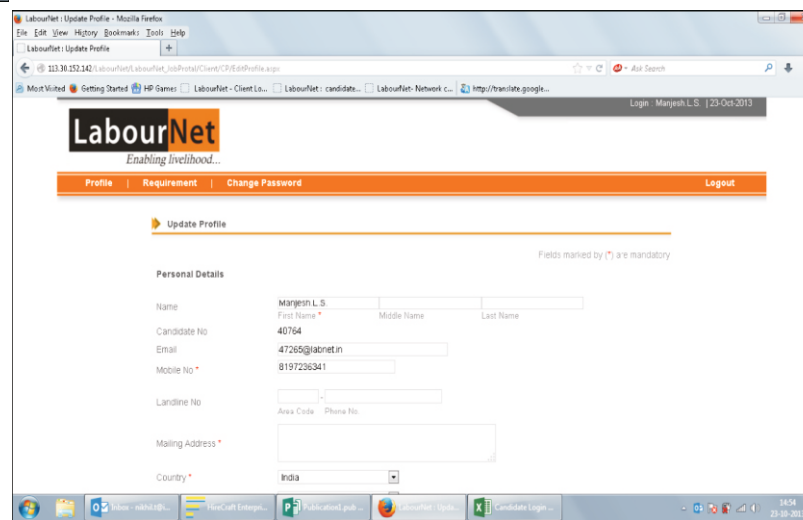 LabourNet : Update Profile - Mozilla Firefox
File Edit View History Bookmarks Tools Help
LabourNet : Update Profile +
113.30.152.142/LabourNet/LabourNet_JobProtal/Client/CP/EditProfile.aspx
Ask Search
Most Visited Getting Started HP Games LabourNet - Client Lo... LabourNet : candidate... LabourNet- Network c... http://translate.google...
Login : Manjesh.L.S. | 23-Oct-2013
LabourNet
Enabling livelihood...
Profile | Requirement | Change Password Logout
Update Profile
Fields marked by (*) are mandatory
Personal Details
Name Manjesh.L.S.
First Name * Middle Name Last Name
Candidate No 40764
Email 47265@labnet.in
Mobile No * 8197236341
Landline No -
Area Code Phone No.
Mailing Address *
Country * India
Inbox - nikhil.t@i... HireCraft Enterpri... Publication1.pub ... LabourNet : Upda... Candidate Login ... 14:54
23-10-201